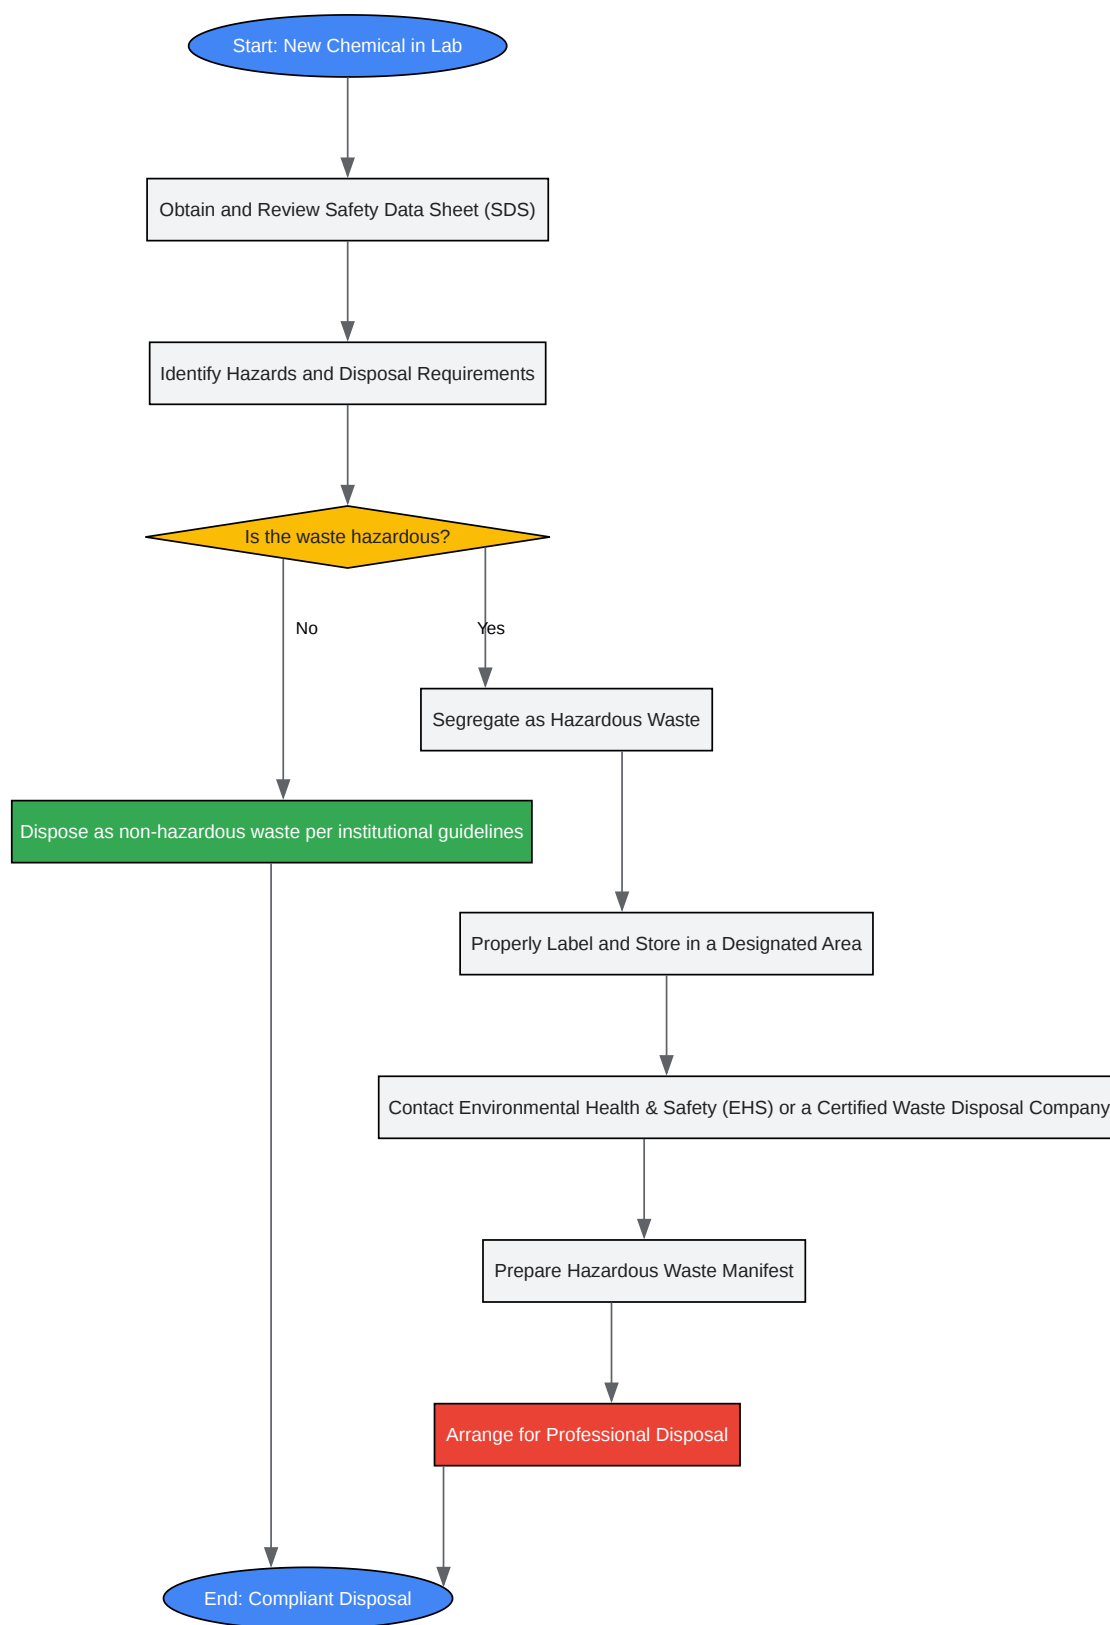 Start: New Chemical in Lab
Obtain and Review Safety Data Sheet (SDS)
Identify Hazards and Disposal Requirements
Is the waste hazardous?
No
Yes
Segregate as Hazardous Waste
Dispose as non-hazardous waste per institutional guidelines
Properly Label and Store in a Designated Area
Contact Environmental Health & Safety (EHS) or a Certified Waste Disposal Company
Prepare Hazardous Waste Manifest
Arrange for Professional Disposal
End: Compliant Disposal